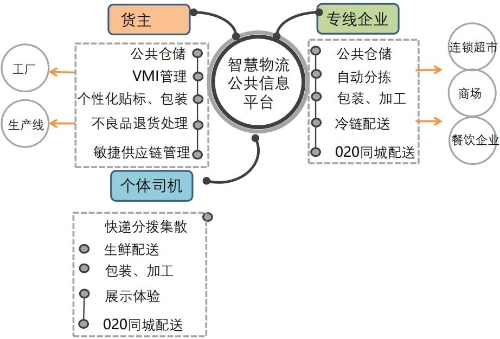 货主
专线企业
智慧物流
公共信息
平台
公共仓储
VMI管理
个性化贴标、包装
不良品退货处理
敏捷供应链管理
工厂
生产线
公共仓储
自动分拣
包装、加工
冷链配送
020同城配送
连锁超市
商场
餐饮企业
个体司机
快递分拨集散
生鲜配送
包装、加工
展示体验
020同城配送